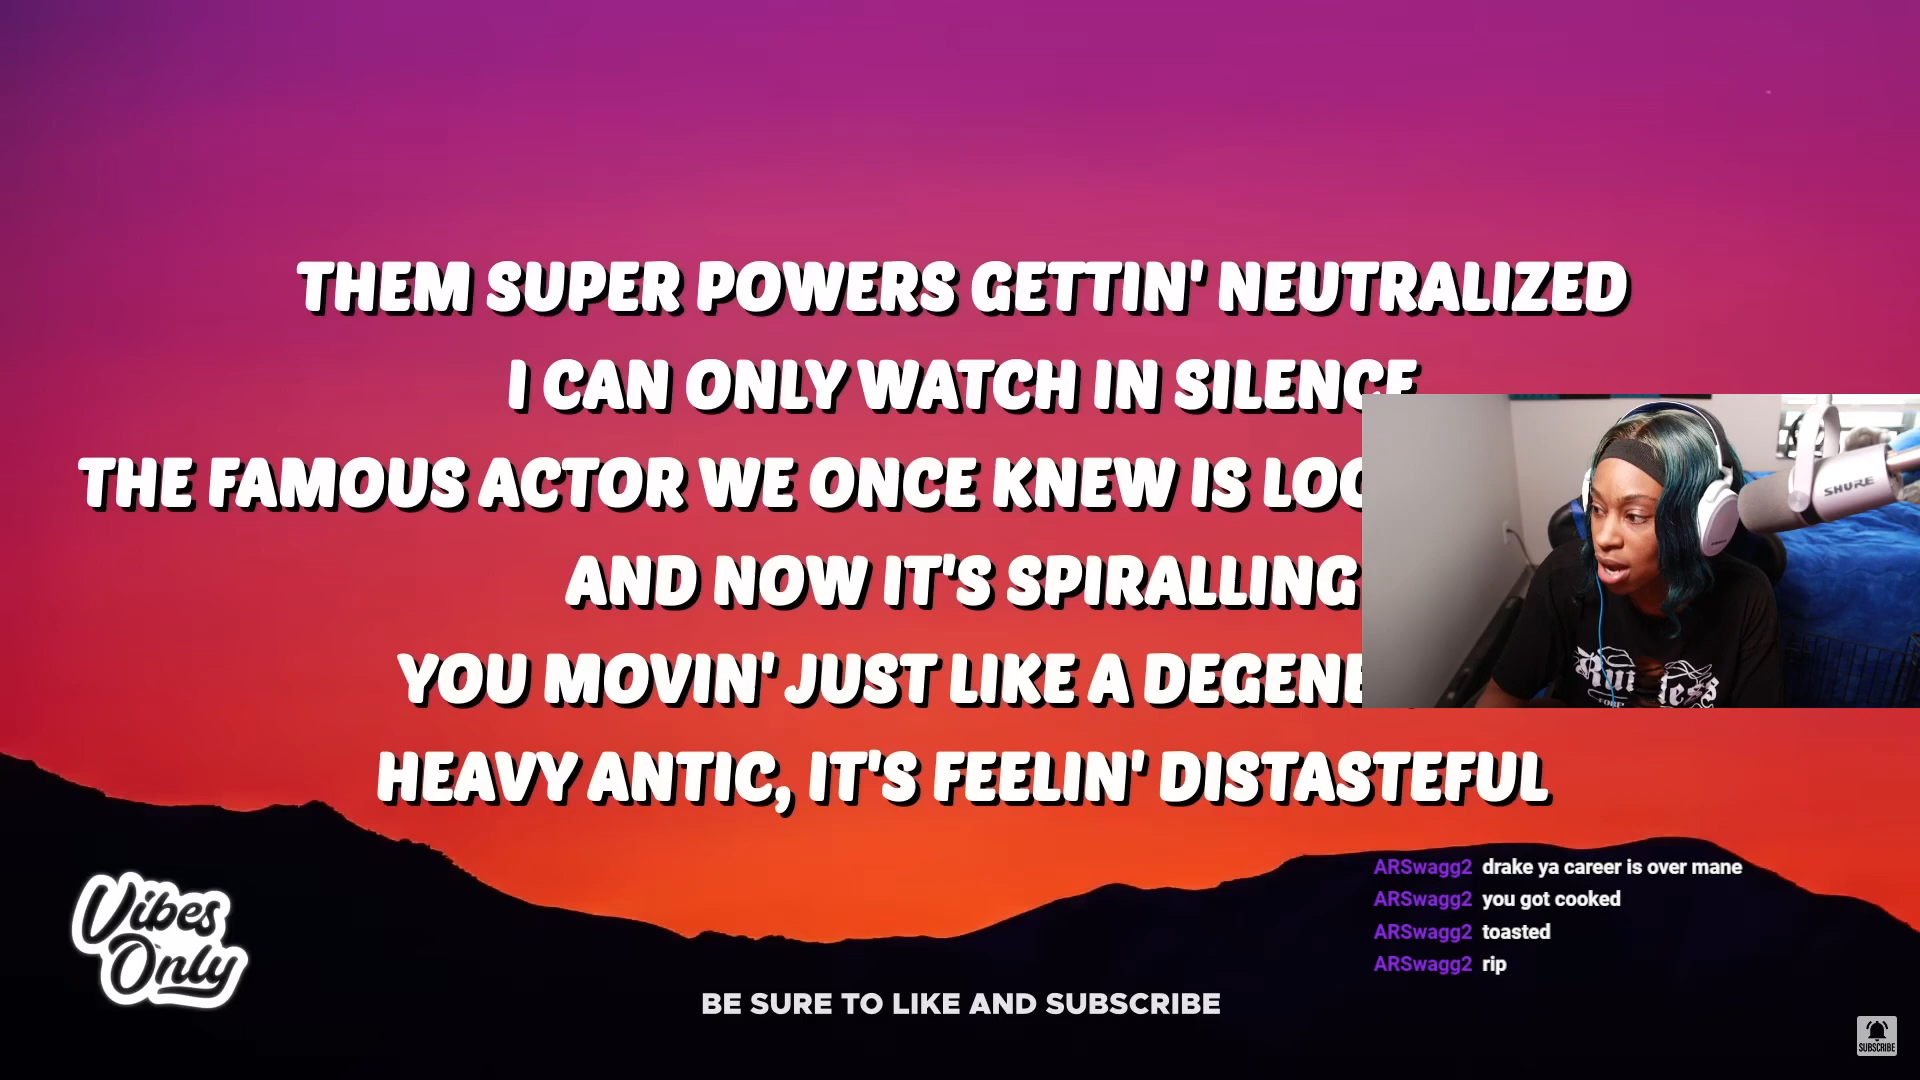 THEM SUPER POWERS GETTIN' NEUTRALIZED
I CAN ONLY WATCH IN SILENCE
THE FAMOUS ACTOR WE ONCE KNEW IS
AND NOW IT'S SPIRALLING
YOU MOVIN' JUST LIKE A
HEAVY ANTIC, IT'S FEELIN' DISTASTEFUL
SHURE
ARSwagg2 drake ya career is over mane
ARSwagg2 you got cooked
ARSwagg2 toasted
ARSwagg2 rip
Vibes
Only
BE SURE TO LIKE AND SUBSCRIBE
SUBSCRIBE